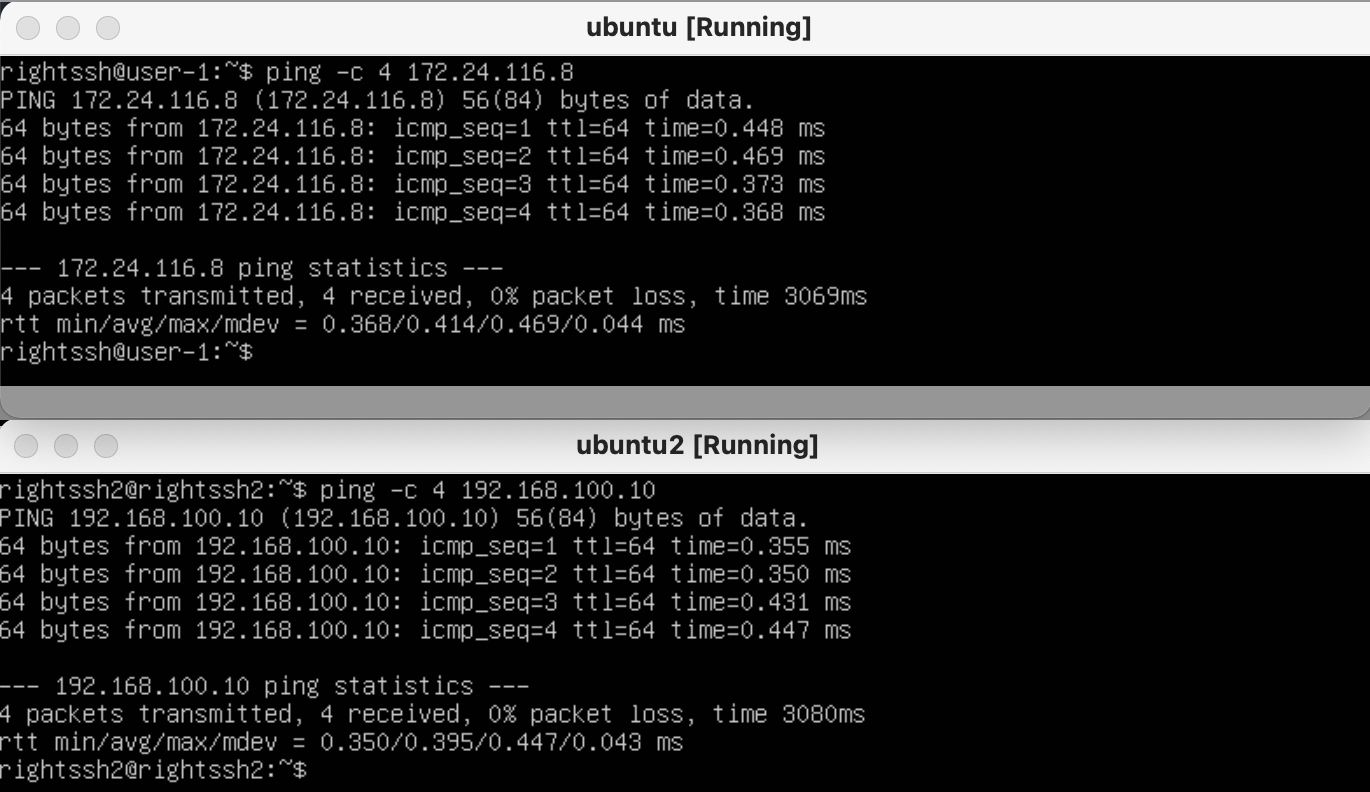 ubuntu [Running]
rightssh@user-1:~$ ping -c 4 172.24.116.8
PING 172.24.116.8 (172.24.116.8) 56(84) bytes of data.
64 bytes from 172.24.116.8: icmp_seq=1 ttl=64 time=0.448 ms
64 bytes from 172.24.116.8: icmp_seq=2 ttl=64 time=0.469 ms
64 bytes from 172.24.116.8: icmp_seq=3 ttl=64 time=0.373 ms
64 bytes from 172.24.116.8: icmp_seq=4 ttl=64 time=0.368 ms
--- 172.24.116.8 ping statistics ---
4 packets transmitted, 4 received, 0% packet loss, time 3069ms
rtt min/avg/max/mdev = 0.368/0.414/0.469/0.044 ms
rightssh@user-1:~$
ubuntu2 [Running]
rightssh2@rightssh2:~$ ping -c 4 192.168.100.10
PING 192.168.100.10 (192.168.100.10) 56(84) bytes of data.
64 bytes from 192.168.100.10: icmp_seq=1 ttl=64 time=0.355 ms
64 bytes from 192.168.100.10: icmp_seq=2 ttl=64 time=0.350 ms
64 bytes from 192.168.100.10: icmp_seq=3 ttl=64 time=0.431 ms
64 bytes from 192.168.100.10: icmp_seq=4 ttl=64 time=0.447 ms
--- 192.168.100.10 ping statistics ---
4 packets transmitted, 4 received, 0% packet loss, time 3080ms
rtt min/avg/max/mdev = 0.350/0.395/0.447/0.043 ms
rightssh2@rightssh2:~$